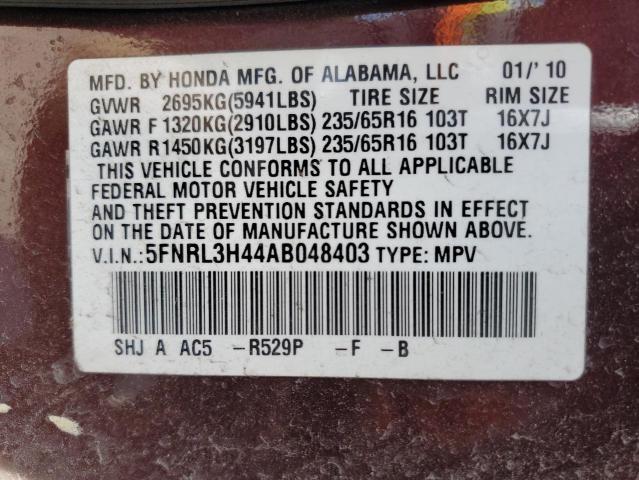 MFD. BY HONDA MFG. OF ALABAMA, LLC 01/' 10
GVWR 2695KG(5941LBS) TIRE SIZE RIM SIZE
GAWR F 1320KG(2910LBS) 235/65R16 103T 16X7J
GAWR R1450KG(3197LBS) 235/65R16 103T 16X7J
THIS VEHICLE CONFORMS TO ALL APPLICABLE
FEDERAL MOTOR VEHICLE SAFETY
AND THEFT PREVENTION STANDARDS IN EFFECT
ON THE DATE OF MANUFACTURE SHOWN ABOVE.
V.I.N.: 5FNRL3H44AB048403 TYPE: MPV
SHJ A AC5 -R529P -F -B